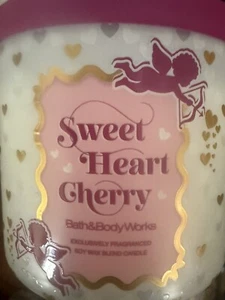 Sweet
Heart
Cherry
Bath&BodyWorks
EXCLUSIVELY FRAGRANCED
SOY WAX BLEND CANDLE